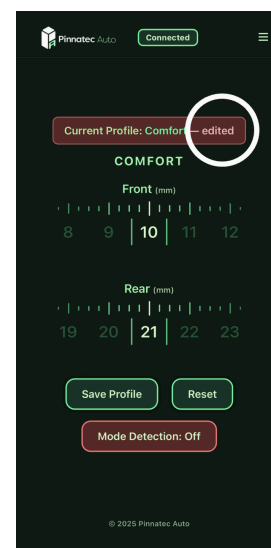 Pinnatec Auto
Connected
Current Profile: Comfort — edited
COMFORT
Front (mm)
8 9 10 11 12
Rear (mm)
19 20 21 22 23
Save Profile
Reset
Mode Detection: Off
© 2025 Pinnatec Auto